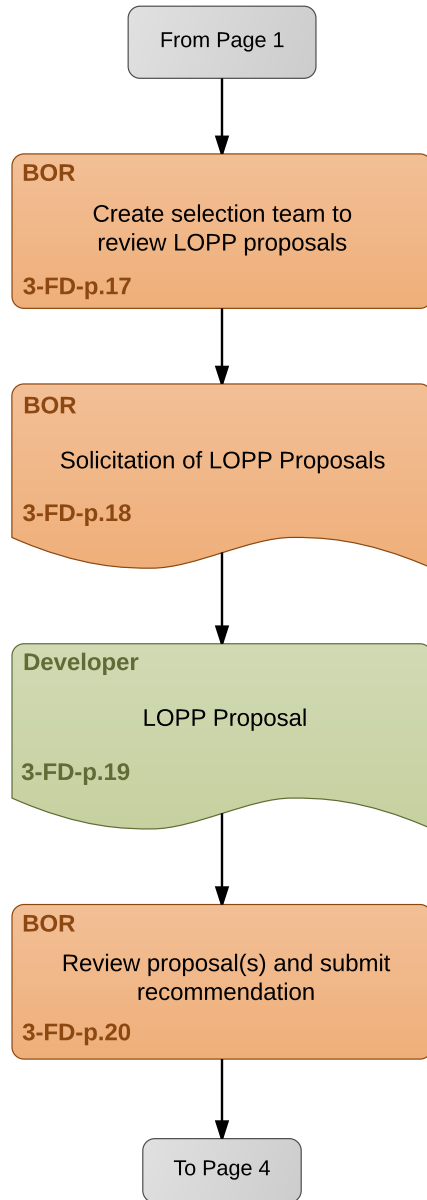 From Page 1
BOR
Create selection team to
review LOPP proposals
3-FD-p.17
BOR
Solicitation of LOPP Proposals
3-FD-p.18
Developer
LOPP Proposal
3-FD-p.19
BOR
Review proposal(s) and submit
recommendation
3-FD-p.20
To Page 4